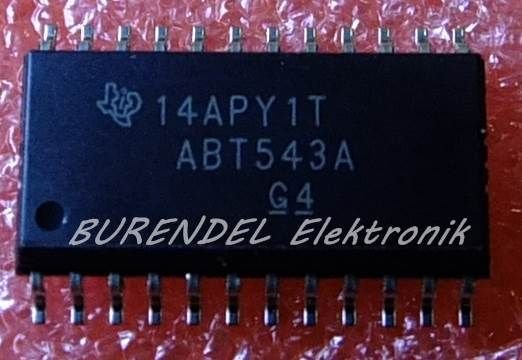 14APY1T
ABT543A
G4
BURENDEL Elektronik